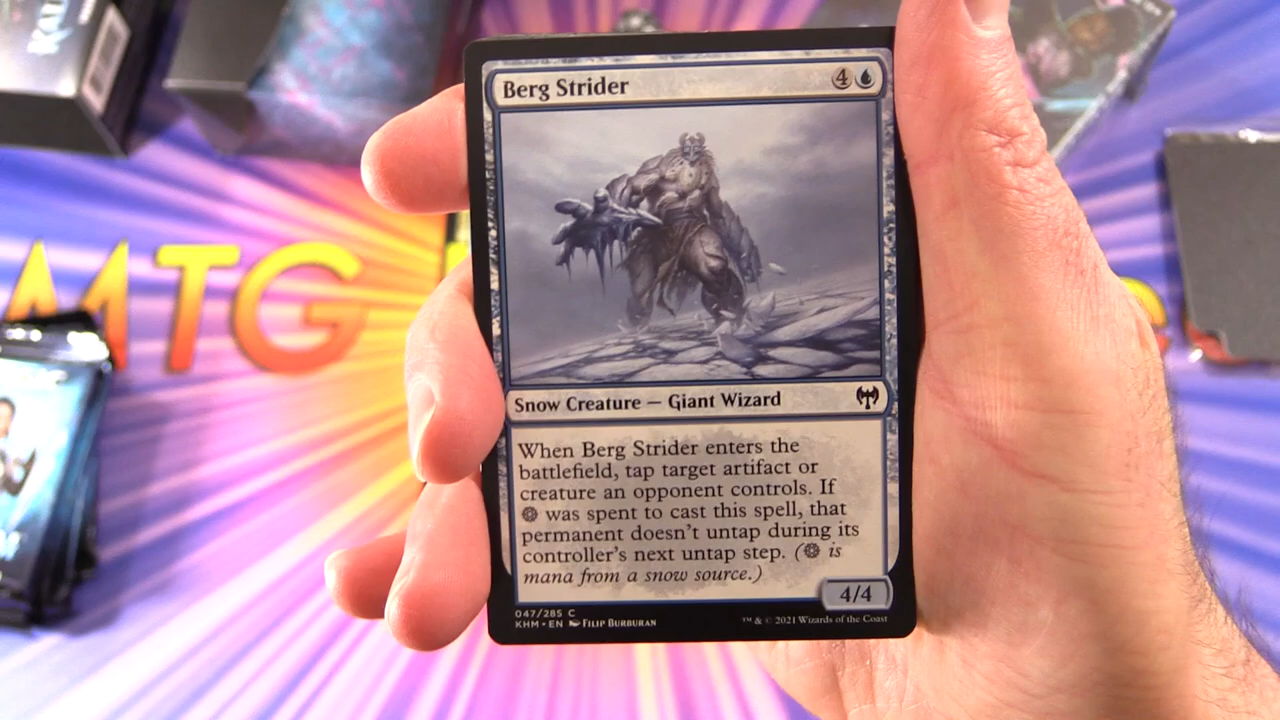 Berg Strider 4
MTG
Snow Creature — Giant Wizard
When Berg Strider enters the
battlefield, tap target artifact or
creature an opponent controls. If
was spent to cast this spell, that
permanent doesn't untap during its
controller's next untap step. ( is
mana from a snow source.)
4/4
047/285 C
KHM • EN Filip Burburan
™ & © 2021 Wizards of the Coast